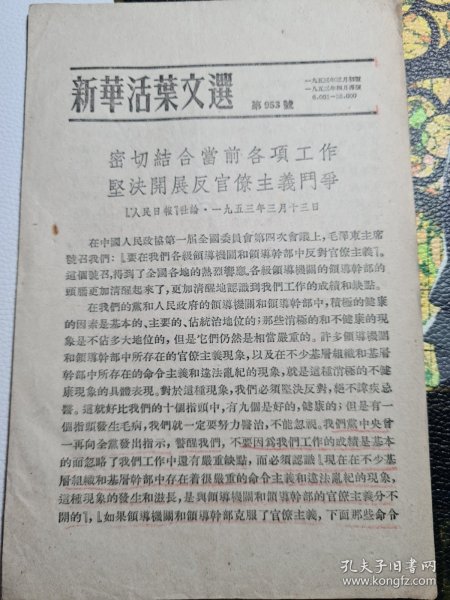 新華活葉文選
第953號
一九五三年三月初版
一九五三年四月再版
密切結合當前各項工作
堅決開展反官僚主義鬥爭
『人民日報』社論·一九五三年三月十三日
在中國人民政協第一屆全國委員會第四次會議上,毛澤東主席
號召我們:『要在我們各級領導機關和領導幹部中反對官僚主義』。
這個號召,得到了全國各地的熱烈響應。各級領導機關的領導幹部的
頭腦更加清醒起來了,更加清醒地認識到我們工作的成績和缺點。
在我們的黨和人民政府的領導機關和領導幹部中,積極的健康的
的因素是基本的、主要的、佔統治地位的;那些消極的和不健康的現
象是不佔多大地位的,但是它們仍然是相當嚴重的。許多領導機關
和領導幹部中所存在的官僚主義現象,以及在不少基層組織和基層
幹部中所存在的命令主義和違法亂紀的現象,就是這種消極的不健
康現象的具體表現。對於這種現象,我們必須堅決反對,絕不諱疾忌
醫。這就好比我們的十個指頭中,有九個是好的,健康的;但是有一
個指頭發生毛病,我們就一定要努力醫治,不能忽視。我們黨中央曾
一再向全黨發出指示,警醒我們,不要因爲我們工作的成績是基本
的而忽略了我們工作中還有嚴重缺點,而必須認識『現在在不少基
層組織和基層幹部中存在着很嚴重的命令主義和違法亂紀的現象,
這種現象的發生和滋長,是與領導機關和領導幹部的官僚主義分不
開的』,『如果領導機關和領導幹部克服了官僚主義,下面那些命令
孔夫子旧书网
www.kongfz.com